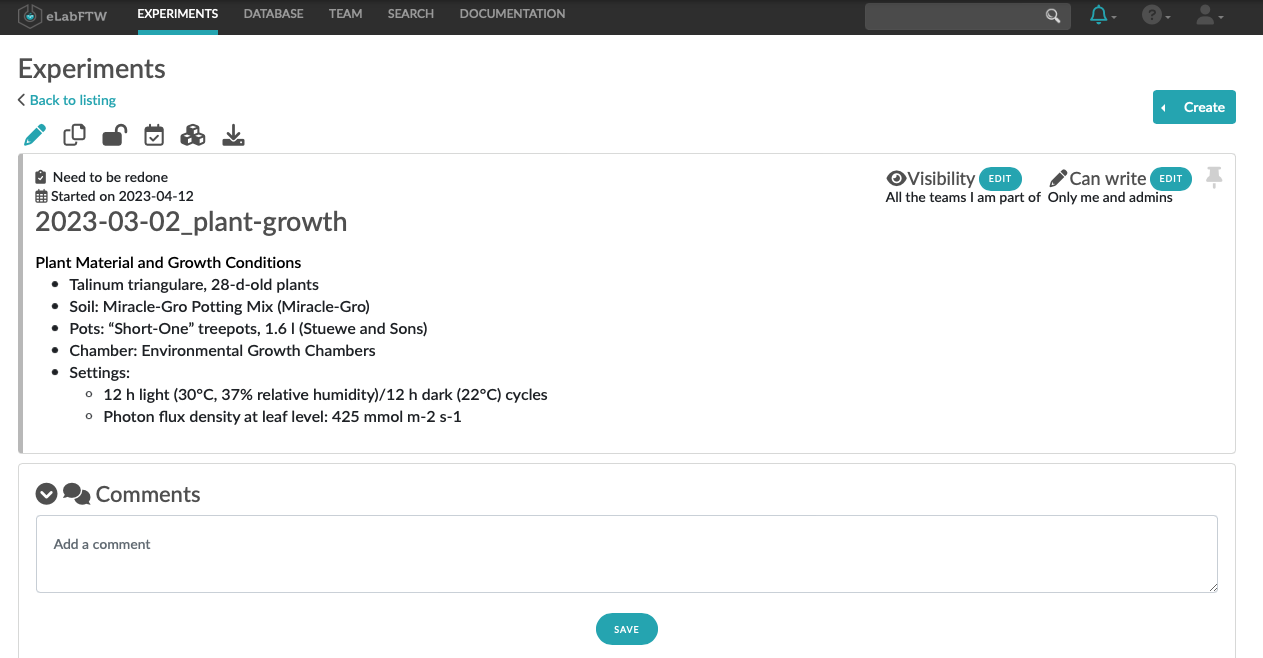 eLabFTW EXPERIMENTS DATABASE TEAM SEARCH DOCUMENTATION
Experiments
Back to listing
Create
Need to be redone
Started on 2023-04-12
Visibility EDIT Can write EDIT
All the teams I am part of Only me and admins
2023-03-02_plant-growth
Plant Material and Growth Conditions
• Talinum triangulare, 28-d-old plants
• Soil: Miracle-Gro Potting Mix (Miracle-Gro)
• Pots: “Short-One” treepots, 1.6 l (Stuewe and Sons)
• Chamber: Environmental Growth Chambers
• Settings:
◦ 12 h light (30°C, 37% relative humidity)/12 h dark (22°C) cycles
◦ Photon flux density at leaf level: 425 mmol m-2 s-1
Comments
Add a comment
SAVE